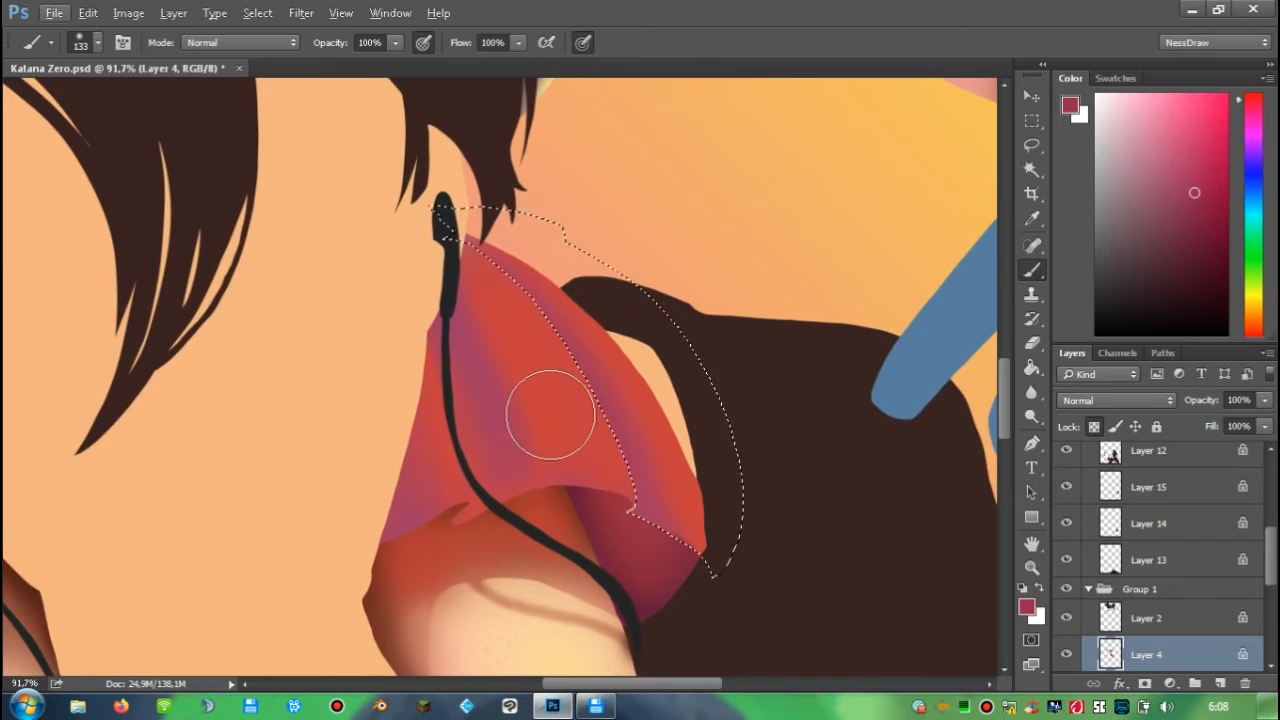 Ps File Edit Image Layer Type Select Filter View Window Help
133 Mode: Normal Opacity: 100% Flow: 100% NessDraw
Katana Zero.psd @ 91,7% (Layer 4, RGB/8) * ×
Color Swatches
Layers Channels Paths
Kind
Normal Opacity: 100%
Lock: Fill: 100%
Layer 12
Layer 15
Layer 14
Layer 13
Group 1
Layer 2
Layer 4
91,7% Doc: 24,9M/138,1M
fx
Ps 6:08